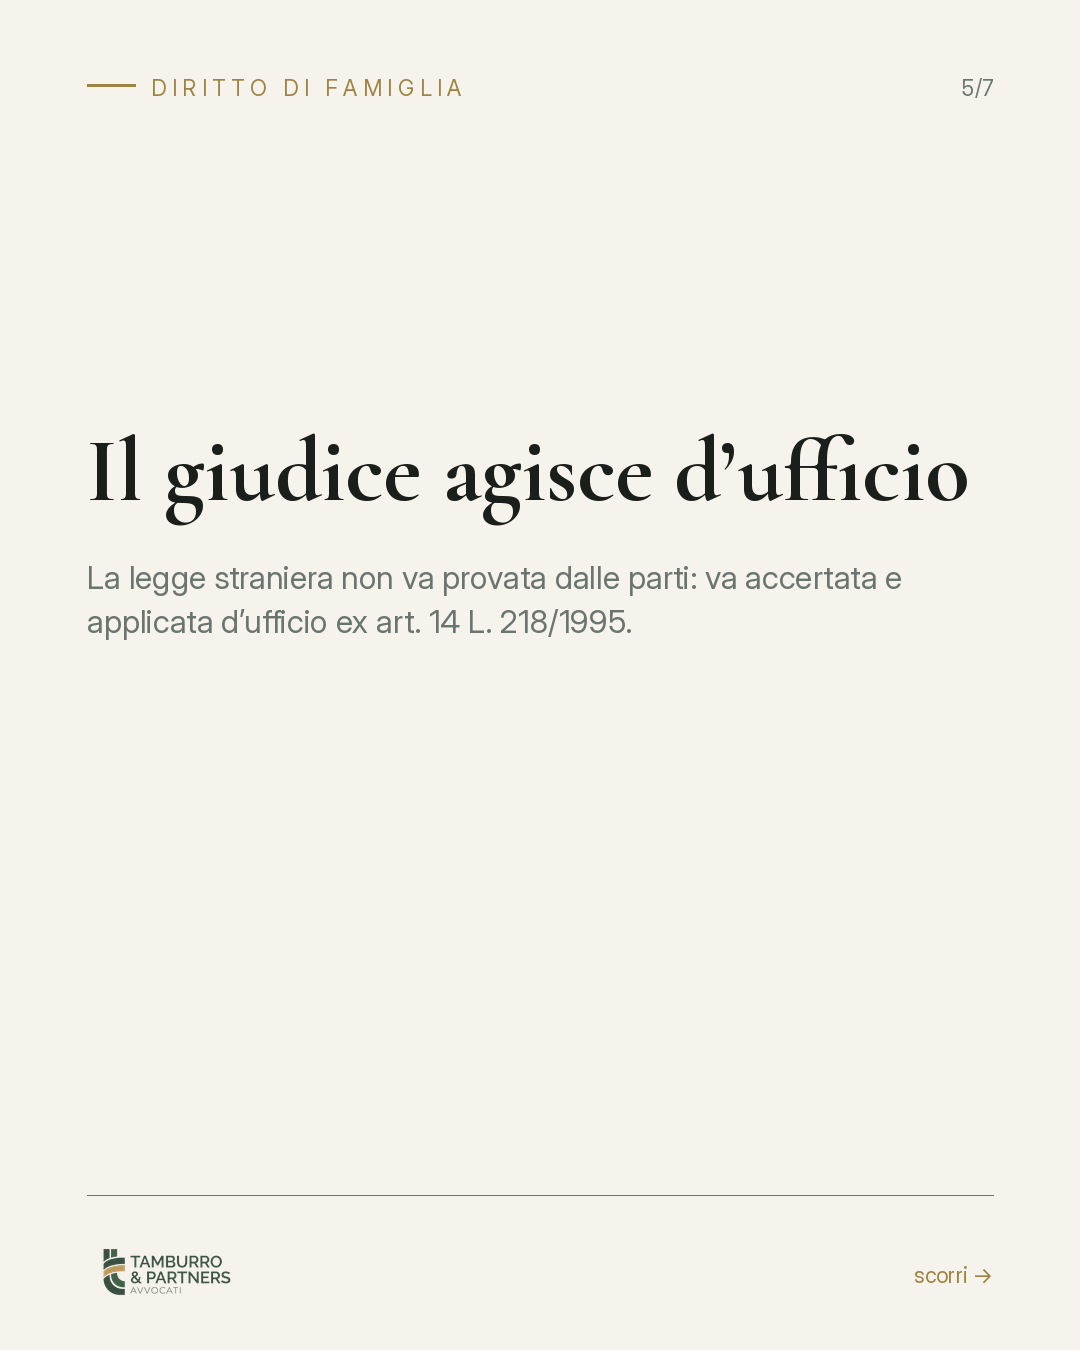 DIRITTO DI FAMIGLIA
5/7
Il giudice agisce d’ufficio
La legge straniera non va provata dalle parti: va accertata e
applicata d’ufficio ex art. 14 L. 218/1995.
TAMBURRO
& PARTNERS
AVVOCATI
scorri →